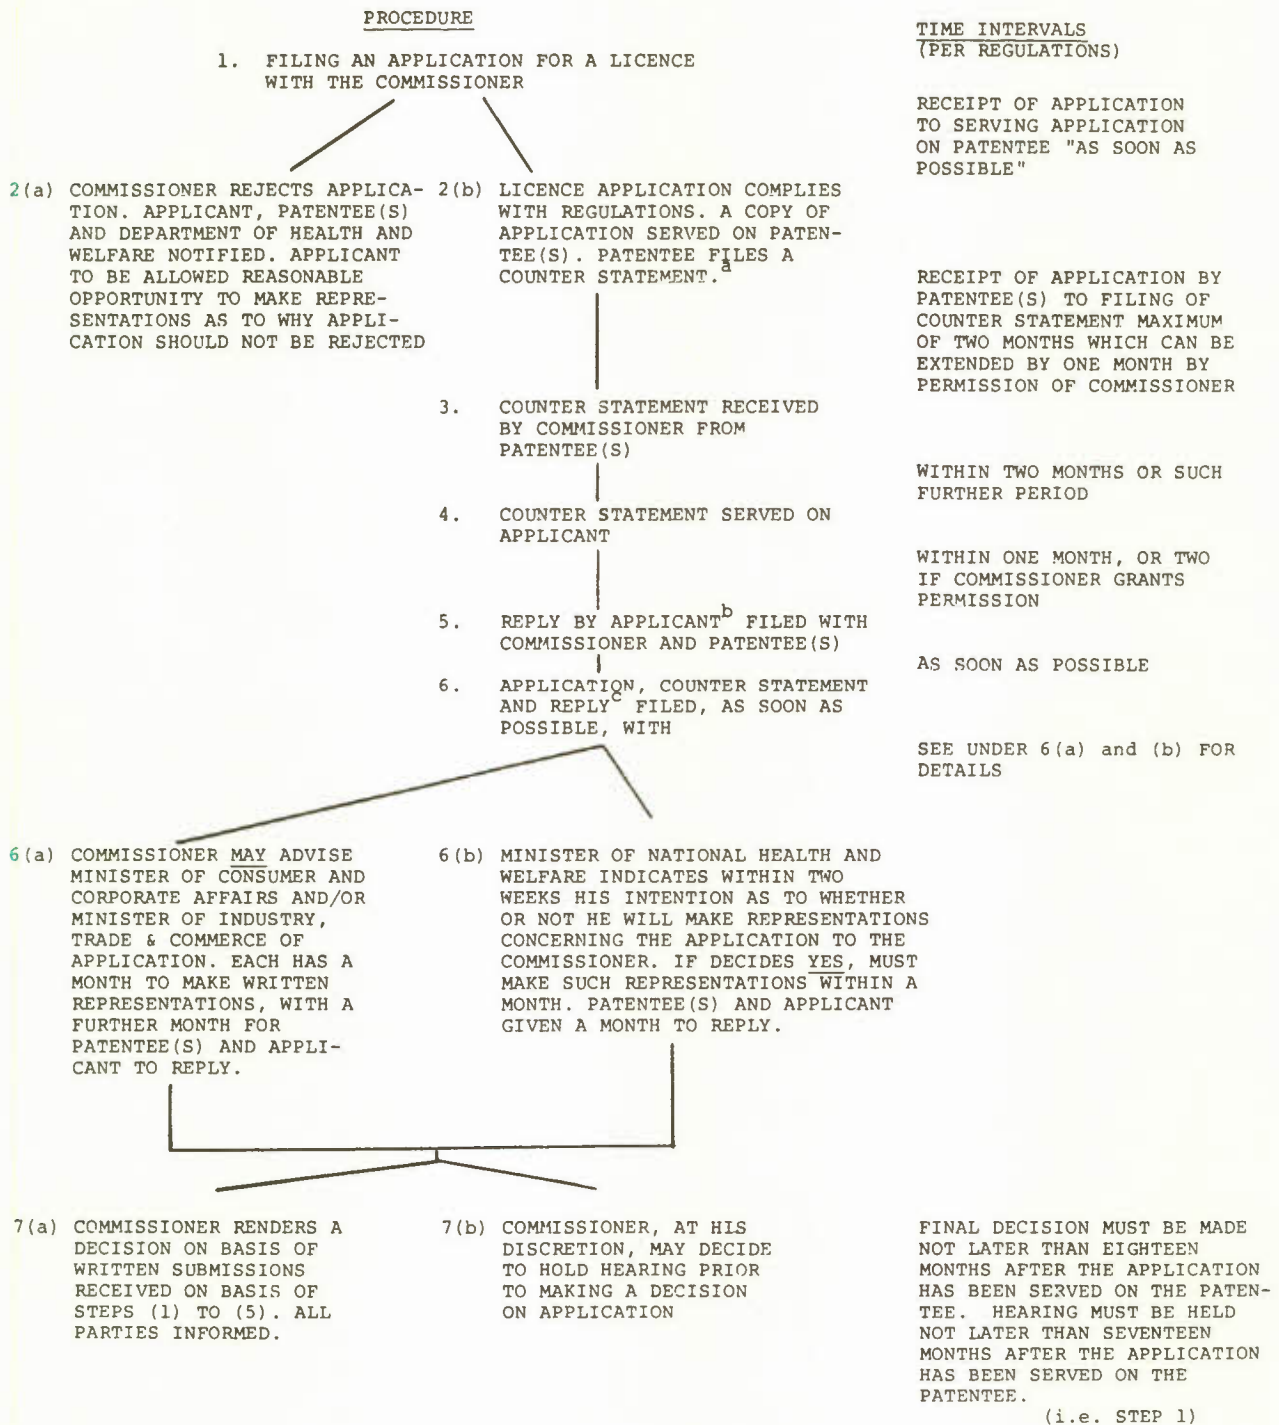 PROCEDURE
1. FILING AN APPLICATION FOR A LICENCE
WITH THE COMMISSIONER
2(a) COMMISSIONER REJECTS APPLICA-
TION. APPLICANT, PATENTEE(S)
AND DEPARTMENT OF HEALTH AND
WELFARE NOTIFIED. APPLICANT
TO BE ALLOWED REASONABLE
OPPORTUNITY TO MAKE REPRE-
SENTATIONS AS TO WHY APPLI-
CATION SHOULD NOT BE REJECTED
2(b) LICENCE APPLICATION COMPLIES
WITH REGULATIONS. A COPY OF
APPLICATION SERVED ON PATEN-
TEE(S). PATENTEE FILES A
COUNTER STATEMENT.a
3. COUNTER STATEMENT RECEIVED
BY COMMISSIONER FROM
PATENTEE(S)
4. COUNTER STATEMENT SERVED ON
APPLICANT
5. REPLY BY APPLICANTb FILED WITH
COMMISSIONER AND PATENTEE(S)
6. APPLICATION, COUNTER STATEMENT
AND REPLYc FILED, AS SOON AS
POSSIBLE, WITH
6(a) COMMISSIONER MAY ADVISE
MINISTER OF CONSUMER AND
CORPORATE AFFAIRS AND/OR
MINISTER OF INDUSTRY,
TRADE & COMMERCE OF
APPLICATION. EACH HAS A
MONTH TO MAKE WRITTEN
REPRESENTATIONS, WITH A
FURTHER MONTH FOR
PATENTEE(S) AND APPLI-
CANT TO REPLY.
6(b) MINISTER OF NATIONAL HEALTH AND
WELFARE INDICATES WITHIN TWO
WEEKS HIS INTENTION AS TO WHETHER
OR NOT HE WILL MAKE REPRESENTATIONS
CONCERNING THE APPLICATION TO THE
COMMISSIONER. IF DECIDES YES, MUST
MAKE SUCH REPRESENTATIONS WITHIN A
MONTH. PATENTEE(S) AND APPLICANT
GIVEN A MONTH TO REPLY.
7(a) COMMISSIONER RENDERS A
DECISION ON BASIS OF
WRITTEN SUBMISSIONS
RECEIVED ON BASIS OF
STEPS (1) TO (5). ALL
PARTIES INFORMED.
7(b) COMMISSIONER, AT HIS
DISCRETION, MAY DECIDE
TO HOLD HEARING PRIOR
TO MAKING A DECISION
ON APPLICATION
TIME INTERVALS
(PER REGULATIONS)
RECEIPT OF APPLICATION
TO SERVING APPLICATION
ON PATENTEE "AS SOON AS
POSSIBLE"
RECEIPT OF APPLICATION BY
PATENTEE(S) TO FILING OF
COUNTER STATEMENT MAXIMUM
OF TWO MONTHS WHICH CAN BE
EXTENDED BY ONE MONTH BY
PERMISSION OF COMMISSIONER
WITHIN TWO MONTHS OR SUCH
FURTHER PERIOD
WITHIN ONE MONTH, OR TWO
IF COMMISSIONER GRANTS
PERMISSION
AS SOON AS POSSIBLE
SEE UNDER 6(a) and (b) FOR
DETAILS
FINAL DECISION MUST BE MADE
NOT LATER THAN EIGHTEEN
MONTHS AFTER THE APPLICATION
HAS BEEN SERVED ON THE PATEN-
TEE. HEARING MUST BE HELD
NOT LATER THAN SEVENTEEN
MONTHS AFTER THE APPLICATION
HAS BEEN SERVED ON THE
PATENTEE.
(i.e. STEP 1)